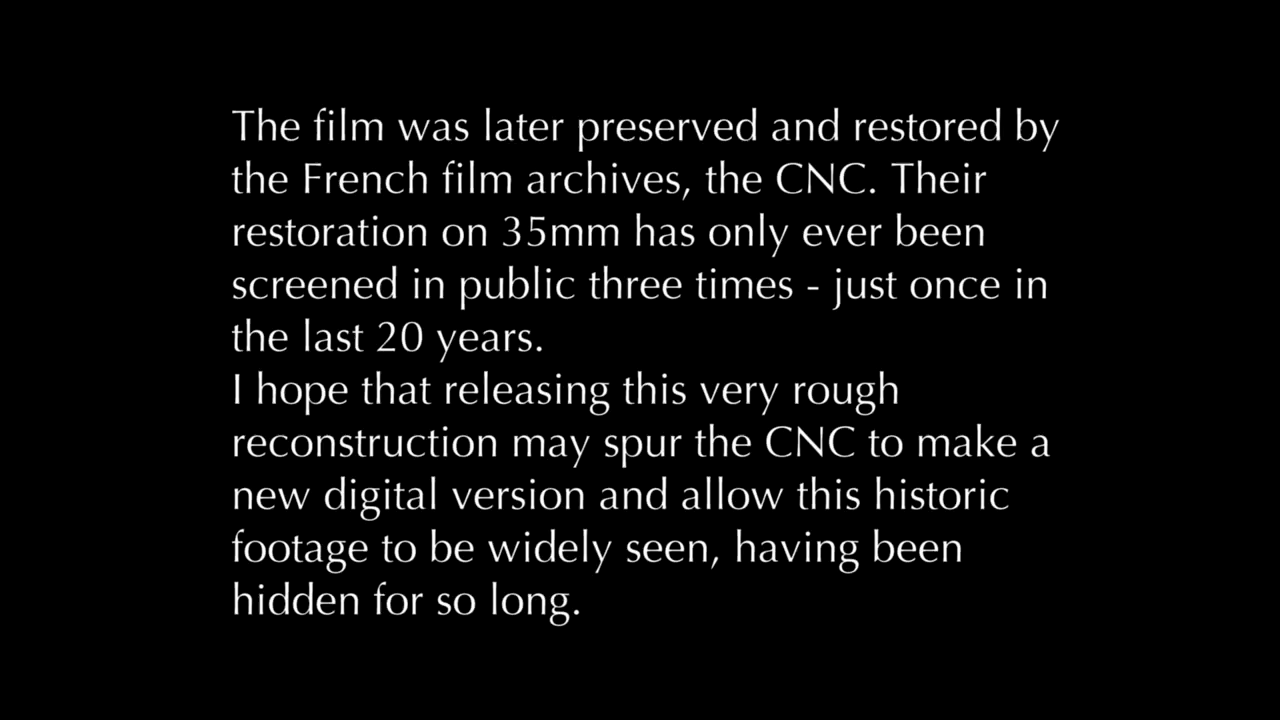 The film was later preserved and restored by
the French film archives, the CNC. Their
restoration on 35mm has only ever been
screened in public three times - just once in
the last 20 years.
I hope that releasing this very rough
reconstruction may spur the CNC to make a
new digital version and allow this historic
footage to be widely seen, having been
hidden for so long.